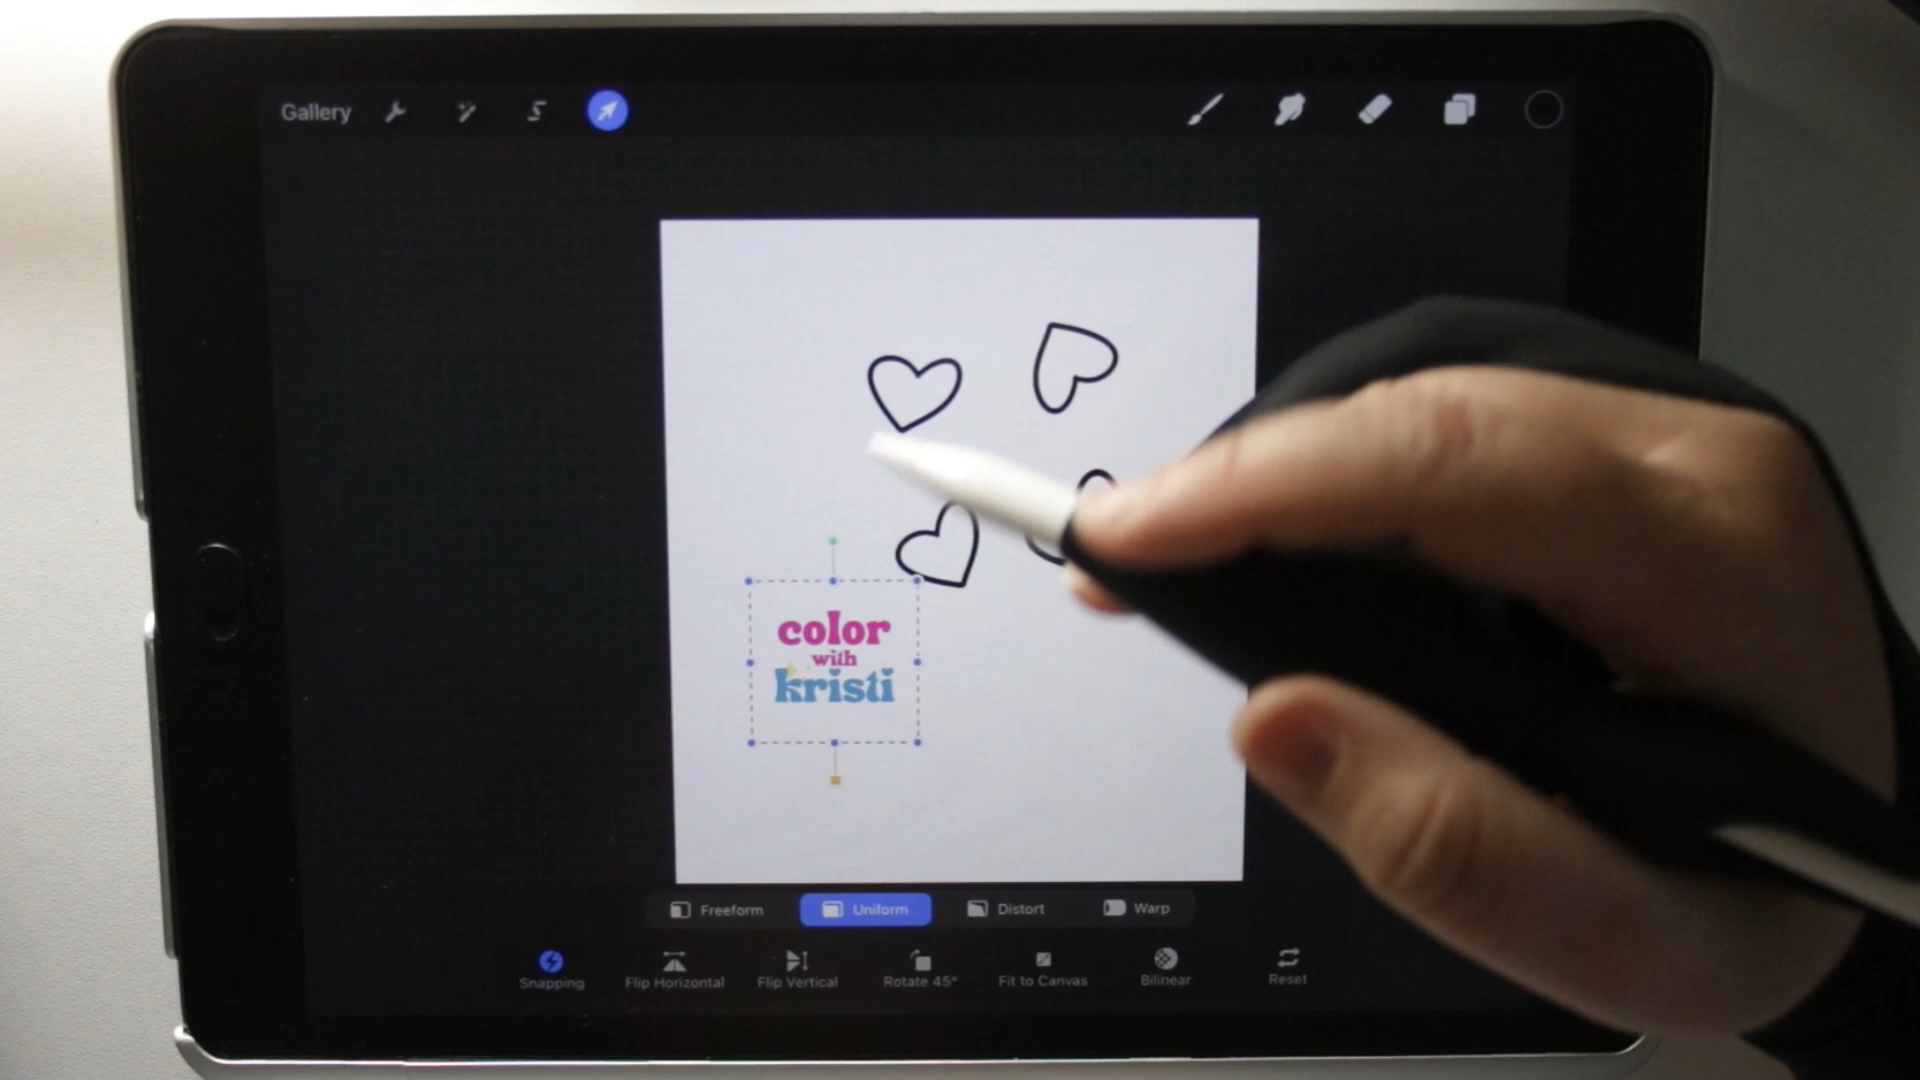 Gallery
color
with
kristi
Freeform Uniform Distort Warp
Snapping Flip Horizontal Flip Vertical Rotate 45° Fit to Canvas Bilinear Reset